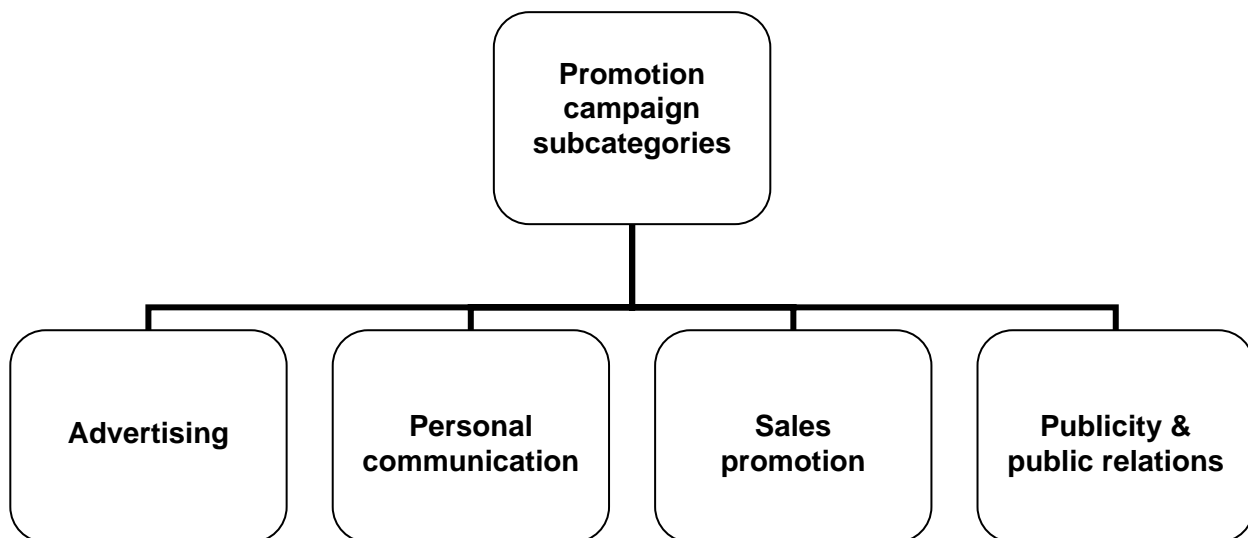 Promotion
campaign
subcategories
Advertising
Personal
communication
Sales
promotion
Publicity &
public relations